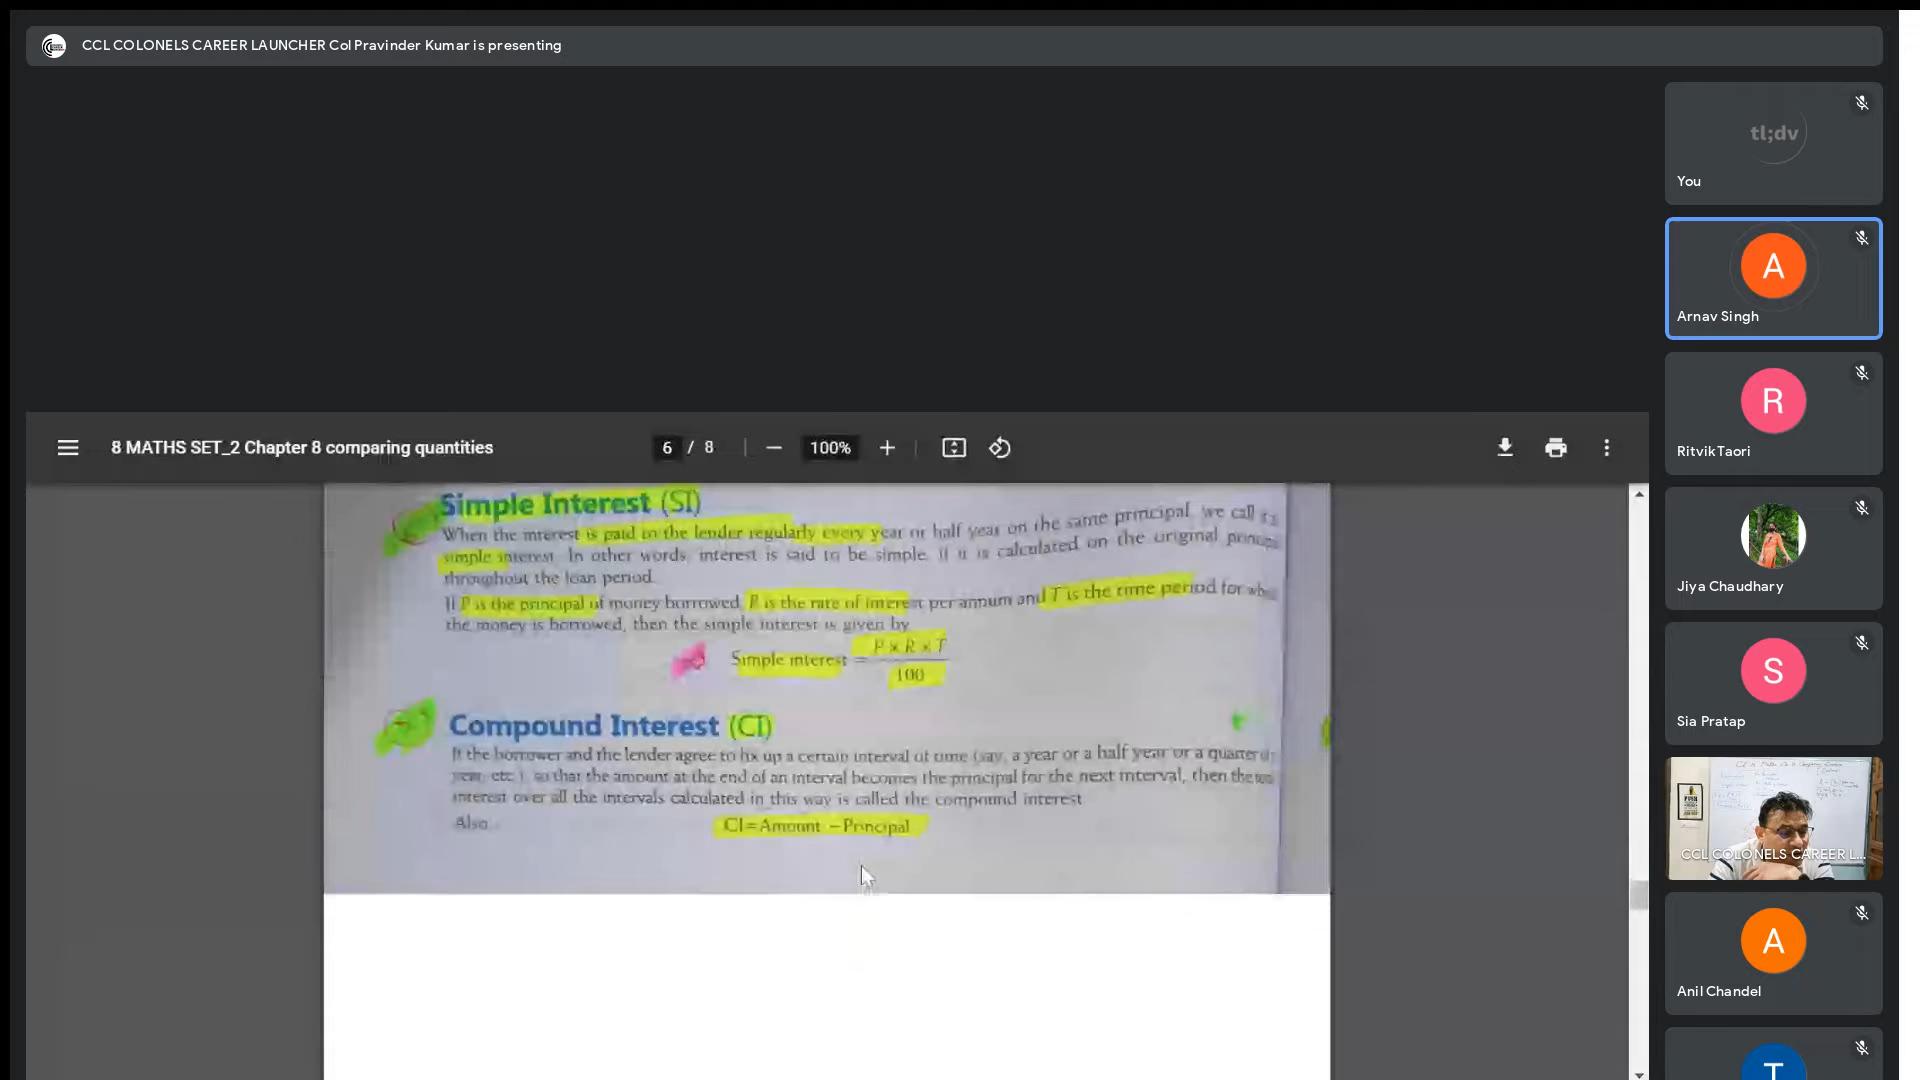 CCL COLONELS CAREER LAUNCHER Col Pravinder Kumar is presenting
tl;dv
You
A
Arnav Singh
R
RitvikTaori
Jiya Chaudhary
S
Sia Pratap
CCL COLONELS CAREER L...
A
Anil Chandel
T
8 MATHS SET_2 Chapter 8 comparing quantities
6 / 8
100%
Simple Interest (SI)
When the interest is paid to the lender regularly every year or half year on the same principal, we call
simple interest. In other words, interest is said to be simple, if it is calculated on the original
throughout the loan period.
If P is the principal of money borrowed, R is the rate of interest per annum and T is the time period for
the money is borrowed, then the simple interest is given by
Simple interest = P × R × T
100
Compound Interest (CI)
If the borrower and the lender agree to fix up a certain interval of time (say, a year or a half year or a quarter
year, etc.) so that the amount at the end of an interval becomes the principal for the next interval, then the
interest over all the intervals calculated in this way is called the compound interest
Also,
CI=Amount −Principal